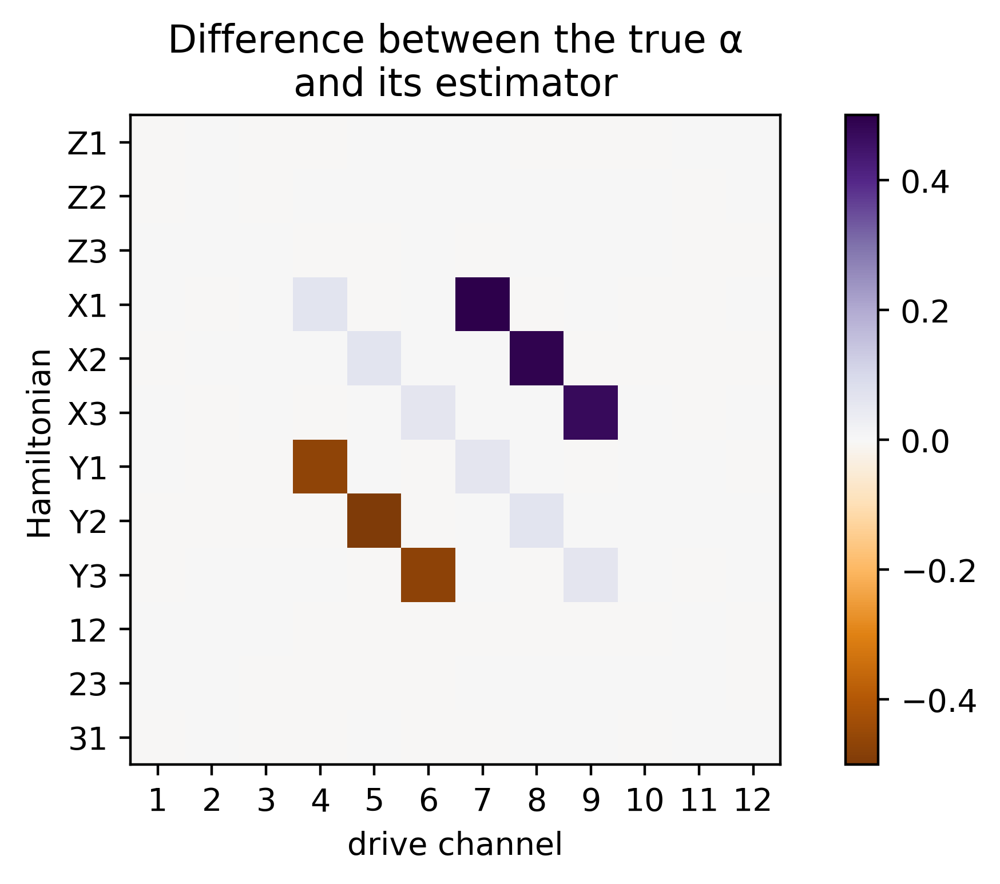 Difference between the true α
and its estimator
Z1
Z2
Z3
X1
X2
X3
Y1
Y2
Y3
12
23
31
Hamiltonian
1 2 3 4 5 6 7 8 9 10 11 12
drive channel
0.4
0.2
0.0
−0.2
−0.4